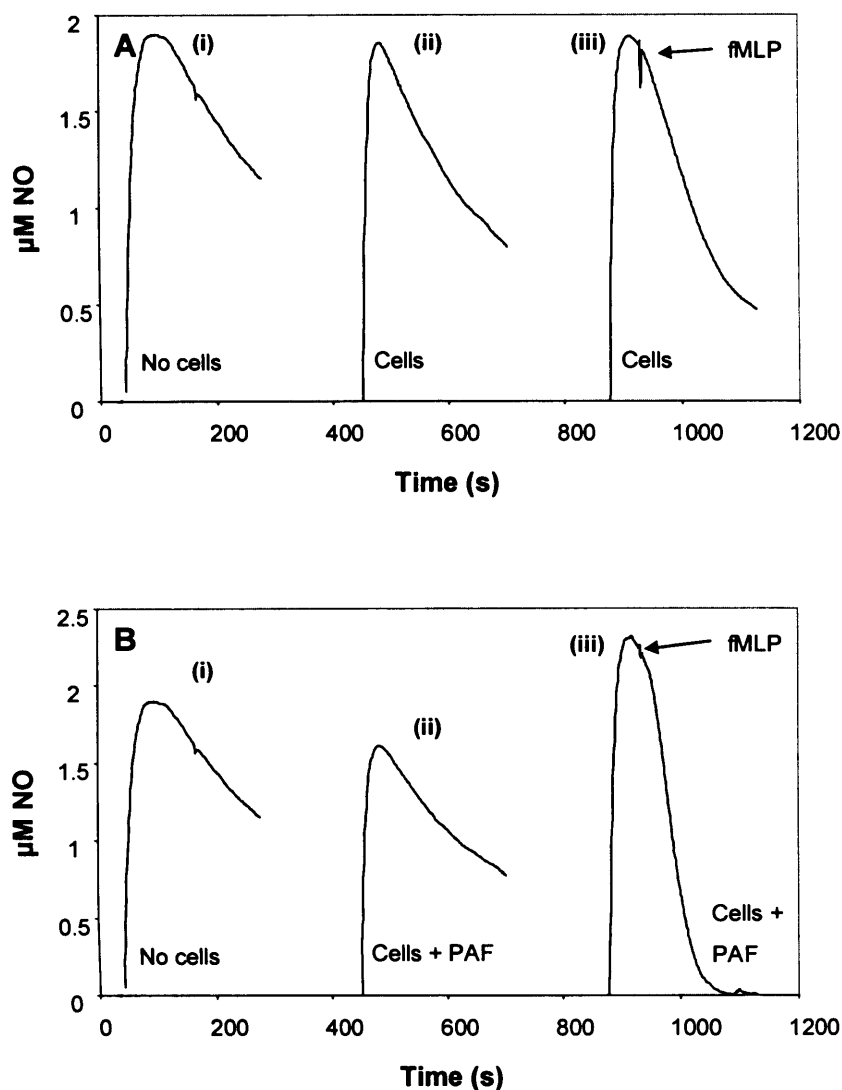 A
(i)
(ii)
(iii)
fMLP
2
1.5
1
0.5
0
µM NO
No cells
Cells
Cells
0 200 400 600 800 1000 1200
Time (s)
B
(i)
(ii)
(iii)
fMLP
2.5
2
1.5
1
0.5
0
µM NO
No cells
Cells + PAF
Cells +
PAF
0 200 400 600 800 1000 1200
Time (s)